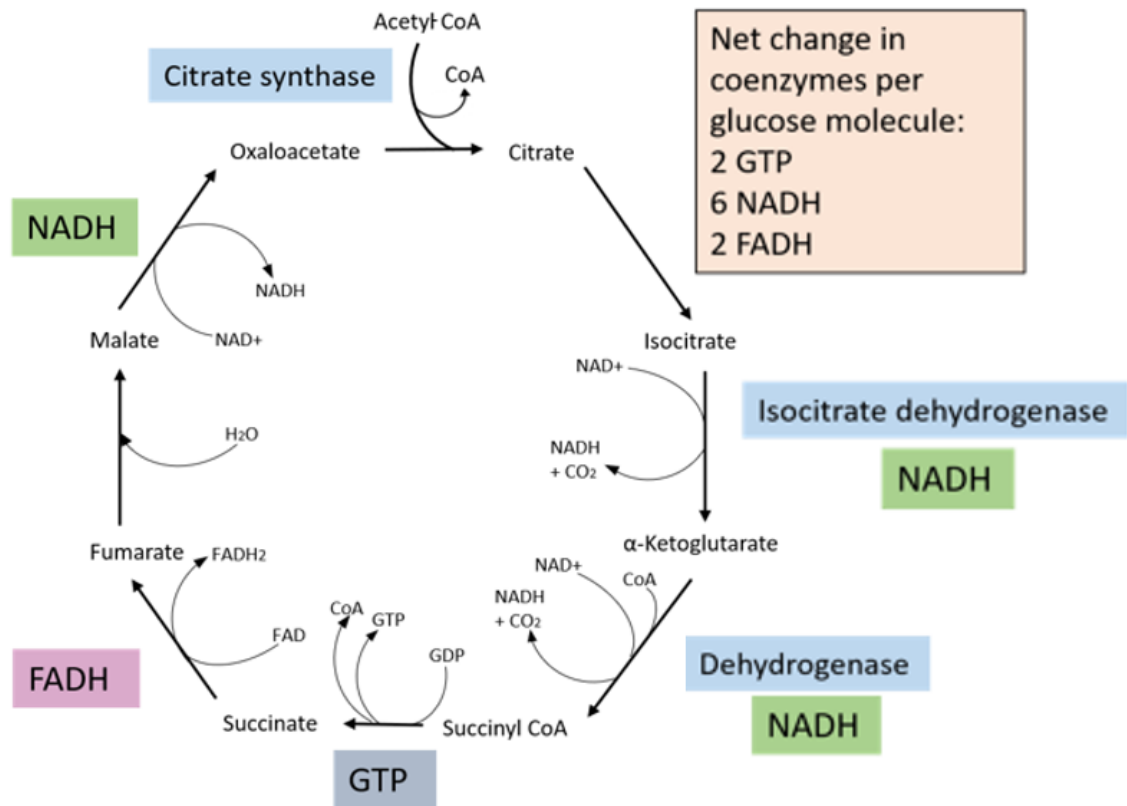 Acetyl CoA
Citrate synthase
CoA
Oxaloacetate
Citrate
Net change in
coenzymes per
glucose molecule:
2 GTP
6 NADH
2 FADH
NADH
NADH
NAD+
Malate
Isocitrate
NAD+
Isocitrate dehydrogenase
NADH
NADH
+ CO₂
H₂O
α-Ketoglutarate
Fumarate
FADH₂
FAD
FADH
NAD+
CoA
NADH
+ CO₂
CoA
GTP
GDP
Dehydrogenase
NADH
Succinate
Succinyl CoA
GTP